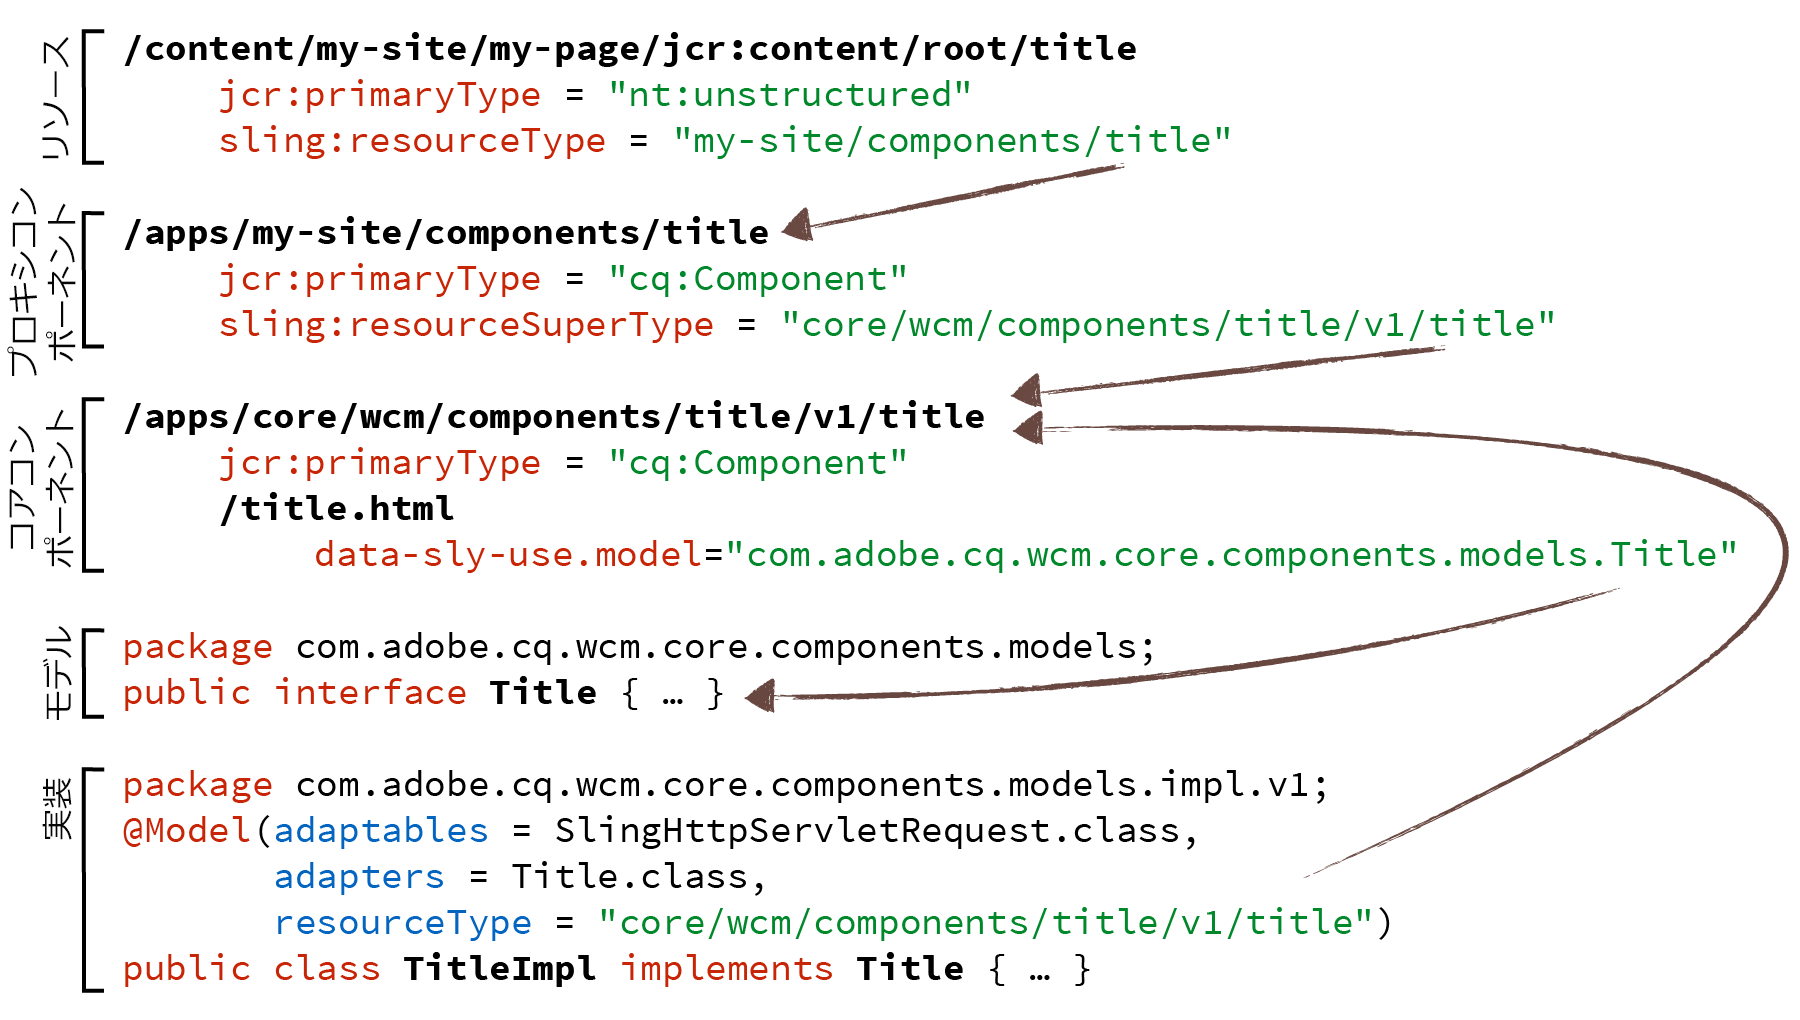 リソース
/content/my-site/my-page/jcr:content/root/title
jcr:primaryType = "nt:unstructured"
sling:resourceType = "my-site/components/title"
プロキシコン
ポーネント
/apps/my-site/components/title
jcr:primaryType = "cq:Component"
sling:resourceSuperType = "core/wcm/components/title/v1/title"
コアコン
ポーネント
/apps/core/wcm/components/title/v1/title
jcr:primaryType = "cq:Component"
/title.html
data-sly-use.model="com.adobe.cq.wcm.core.components.models.Title"
モデル
package com.adobe.cq.wcm.core.components.models;
public interface Title { … }
実装
package com.adobe.cq.wcm.core.components.models.impl.v1;
@Model(adaptables = SlingHttpServletRequest.class,
adapters = Title.class,
resourceType = "core/wcm/components/title/v1/title")
public class TitleImpl implements Title { … }